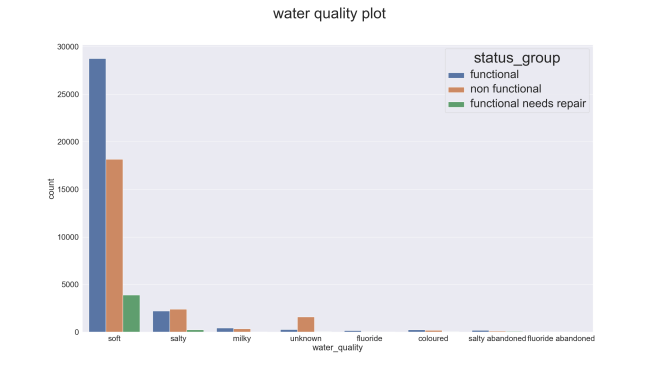 water quality plot
status_group
functional
non functional
functional needs repair
30000
25000
20000
15000
10000
5000
0
count
soft
salty
milky
unknown
fluoride
coloured
salty abandoned
fluoride abandoned
water_quality